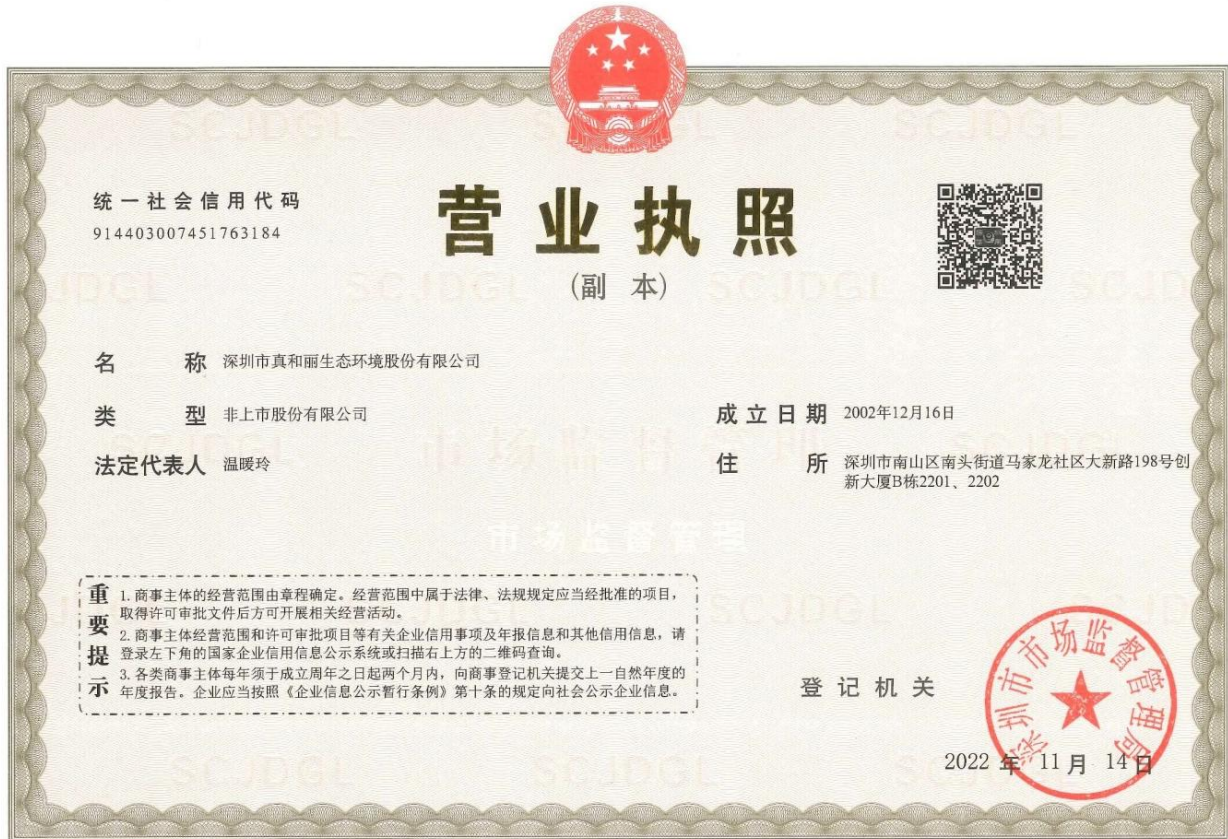 统一社会信用代码
914403007451763184
营业执照
(副 本)
名 称 深圳市真和丽生态环境股份有限公司
类 型 非上市股份有限公司
法定代表人 温暖玲
成立日期 2002年12月16日
住 所 深圳市南山区南头街道马家龙社区大新路198号创
新大厦B栋2201、2202
市场监督管理
重要提示
1. 商事主体的经营范围由章程确定。经营范围中属于法律、法规规定应当经批准的项目，
取得许可审批文件后方可开展相关经营活动。
2. 商事主体经营范围和许可审批项目等有关企业信用事项及年报信息和其他信用信息，请
登录左下角的国家企业信用信息公示系统或扫描右上方的二维码查询。
3. 各类商事主体每年须于成立周年之日起两个月内，向商事登记机关提交上一自然年度的
年度报告。企业应当按照《企业信息公示暂行条例》第十条的规定向社会公示企业信息。
登记机关
深圳市市场监督管理局
2022 年 11 月 14 日
SCJDGL